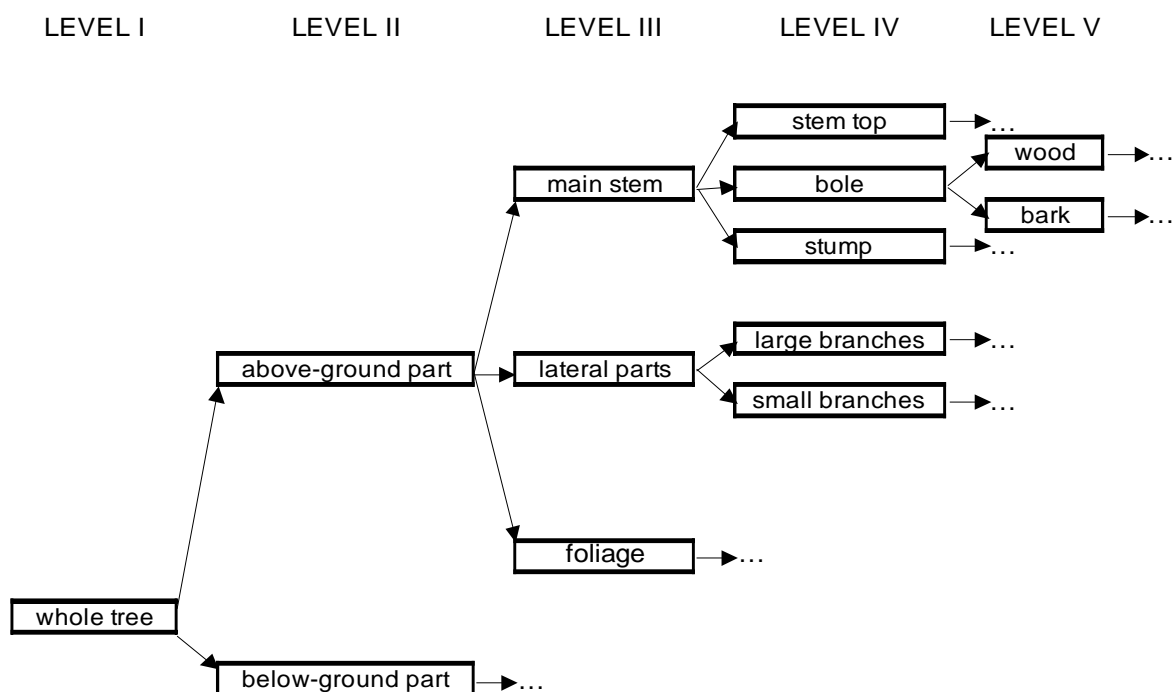 LEVEL I LEVEL II LEVEL III LEVEL IV LEVEL V
stem top ...
wood ...
main stem bole
bark ...
stump ...
large branches ...
above-ground part lateral parts
small branches ...
foliage ...
whole tree
below-ground part ...